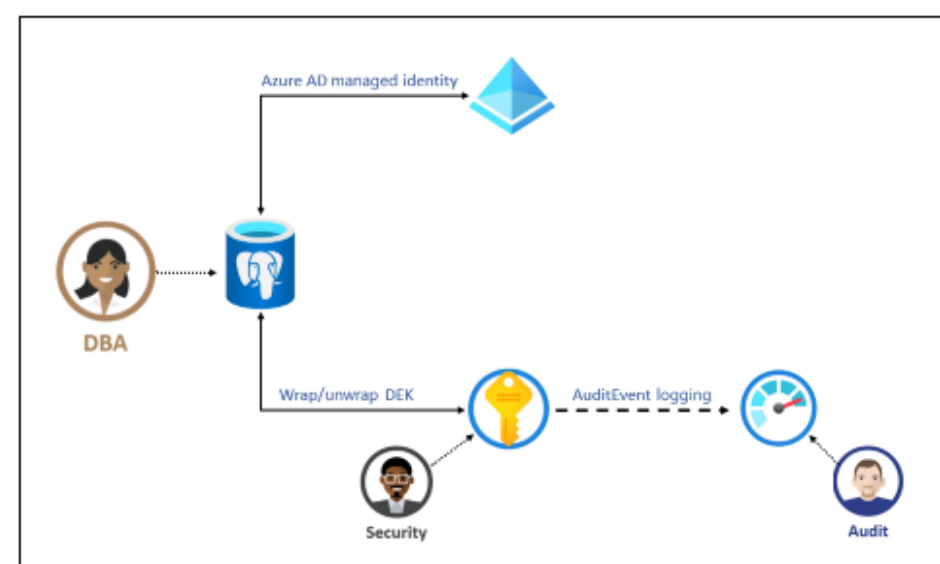 Azure AD managed identity
DBA
Wrap/unwrap DEK
AuditEvent logging
Security
Audit